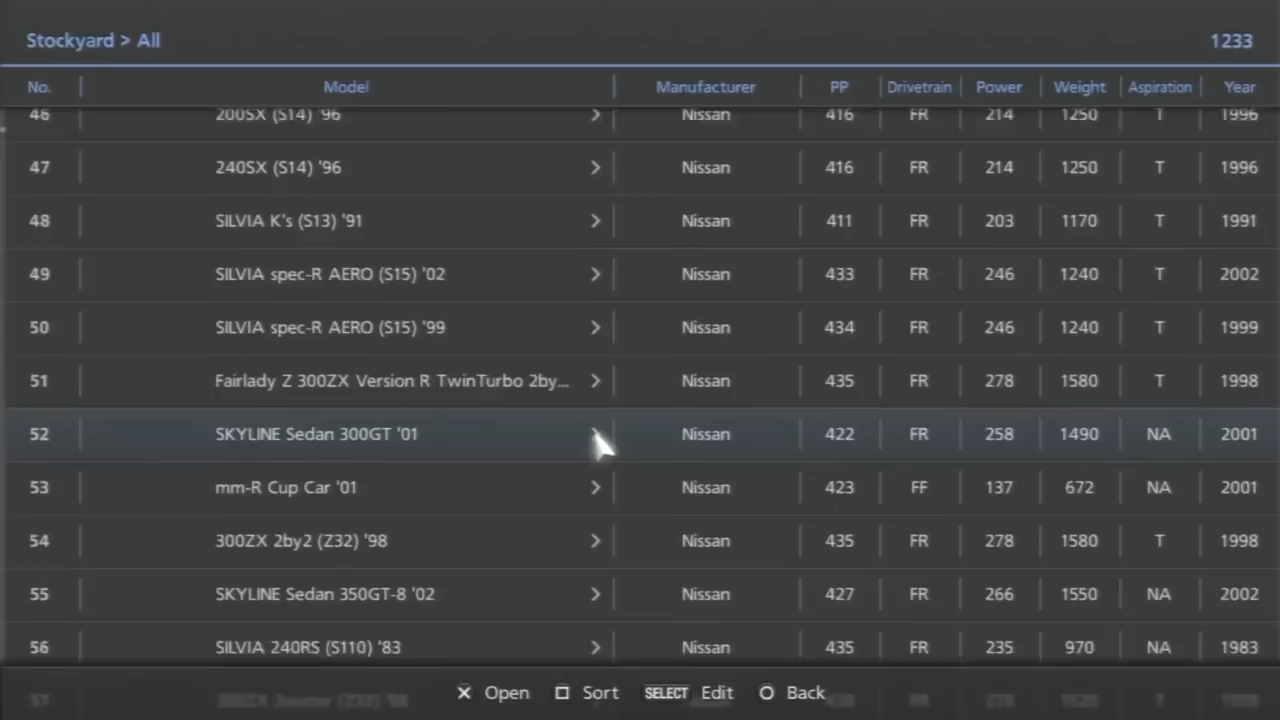 Stockyard > All 1233
No. Model Manufacturer PP Drivetrain Power Weight Aspiration Year
46 200SX (S14) '96 Nissan 416 FR 214 1250 T 1996
47 240SX (S14) '96 Nissan 416 FR 214 1250 T 1996
48 SILVIA K's (S13) '91 Nissan 411 FR 203 1170 T 1991
49 SILVIA spec-R AERO (S15) '02 Nissan 433 FR 246 1240 T 2002
50 SILVIA spec-R AERO (S15) '99 Nissan 434 FR 246 1240 T 1999
51 Fairlady Z 300ZX Version R TwinTurbo 2by... Nissan 435 FR 278 1580 T 1998
52 SKYLINE Sedan 300GT '01 Nissan 422 FR 258 1490 NA 2001
53 mm-R Cup Car '01 Nissan 423 FF 137 672 NA 2001
54 300ZX 2by2 (Z32) '98 Nissan 435 FR 278 1580 T 1998
55 SKYLINE Sedan 350GT-8 '02 Nissan 427 FR 266 1550 NA 2002
56 SILVIA 240RS (S110) '83 Nissan 435 FR 235 970 NA 1983
57
Open Sort SELECT Edit Back